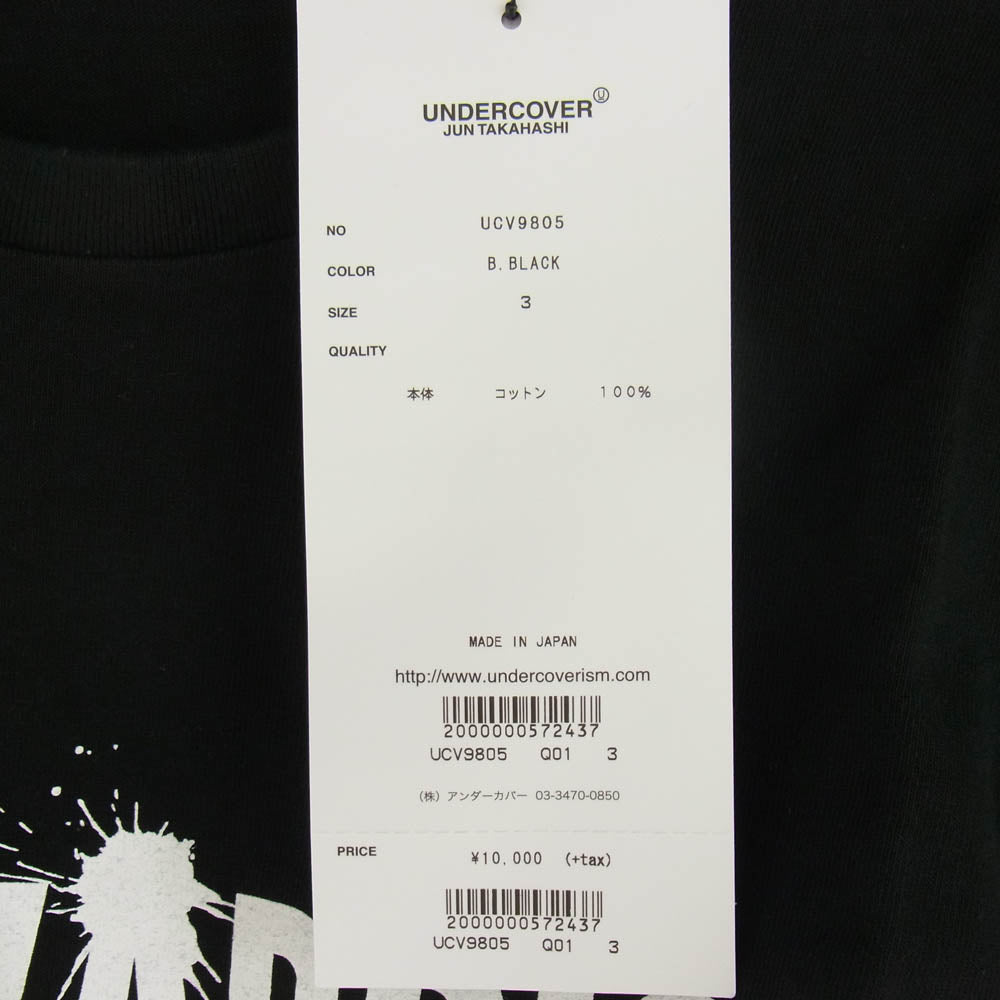 UNDERCOVER Ⓤ
JUN TAKAHASHI
NO UCV9805
COLOR B.BLACK
SIZE 3
QUALITY
本体 コットン 100%
MADE IN JAPAN
http://www.undercoverism.com
2000000572437
UCV9805 Q01 3
(株) アンダーカバー 03-3470-0850
PRICE ¥10,000 (+tax)
2000000572437
UCV9805 Q01 3